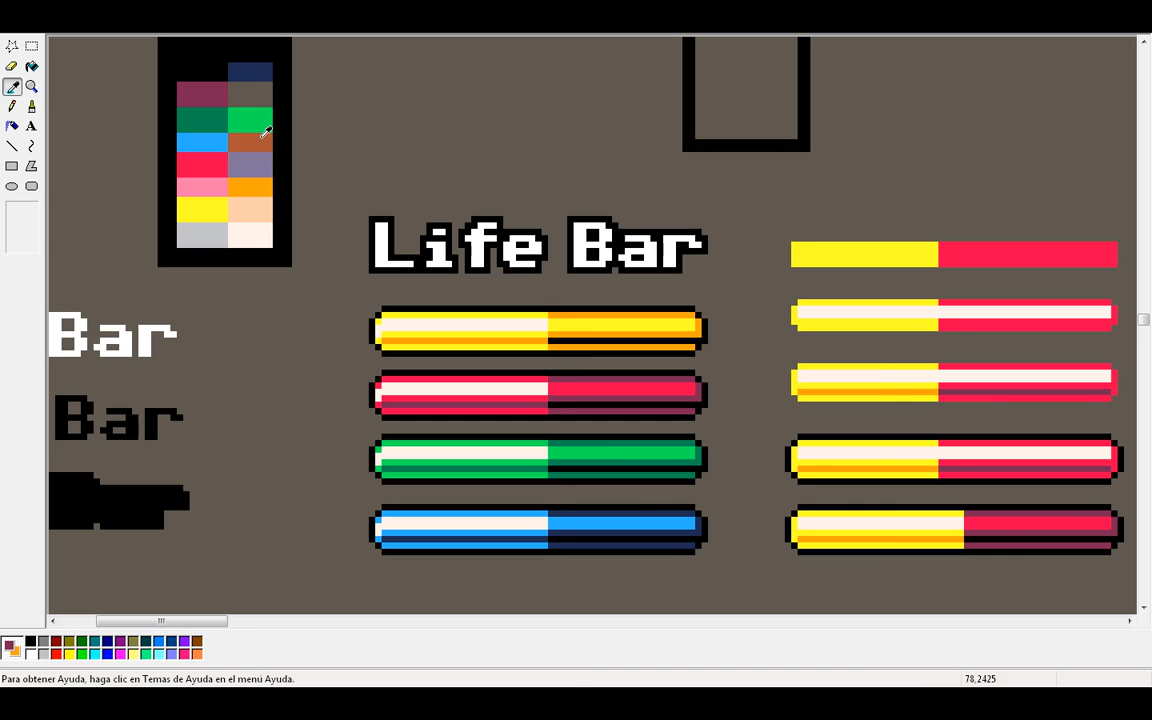 Life Bar
Bar
Bar
Para obtener Ayuda, haga clic en Temas de Ayuda en el menú Ayuda.
78,2425